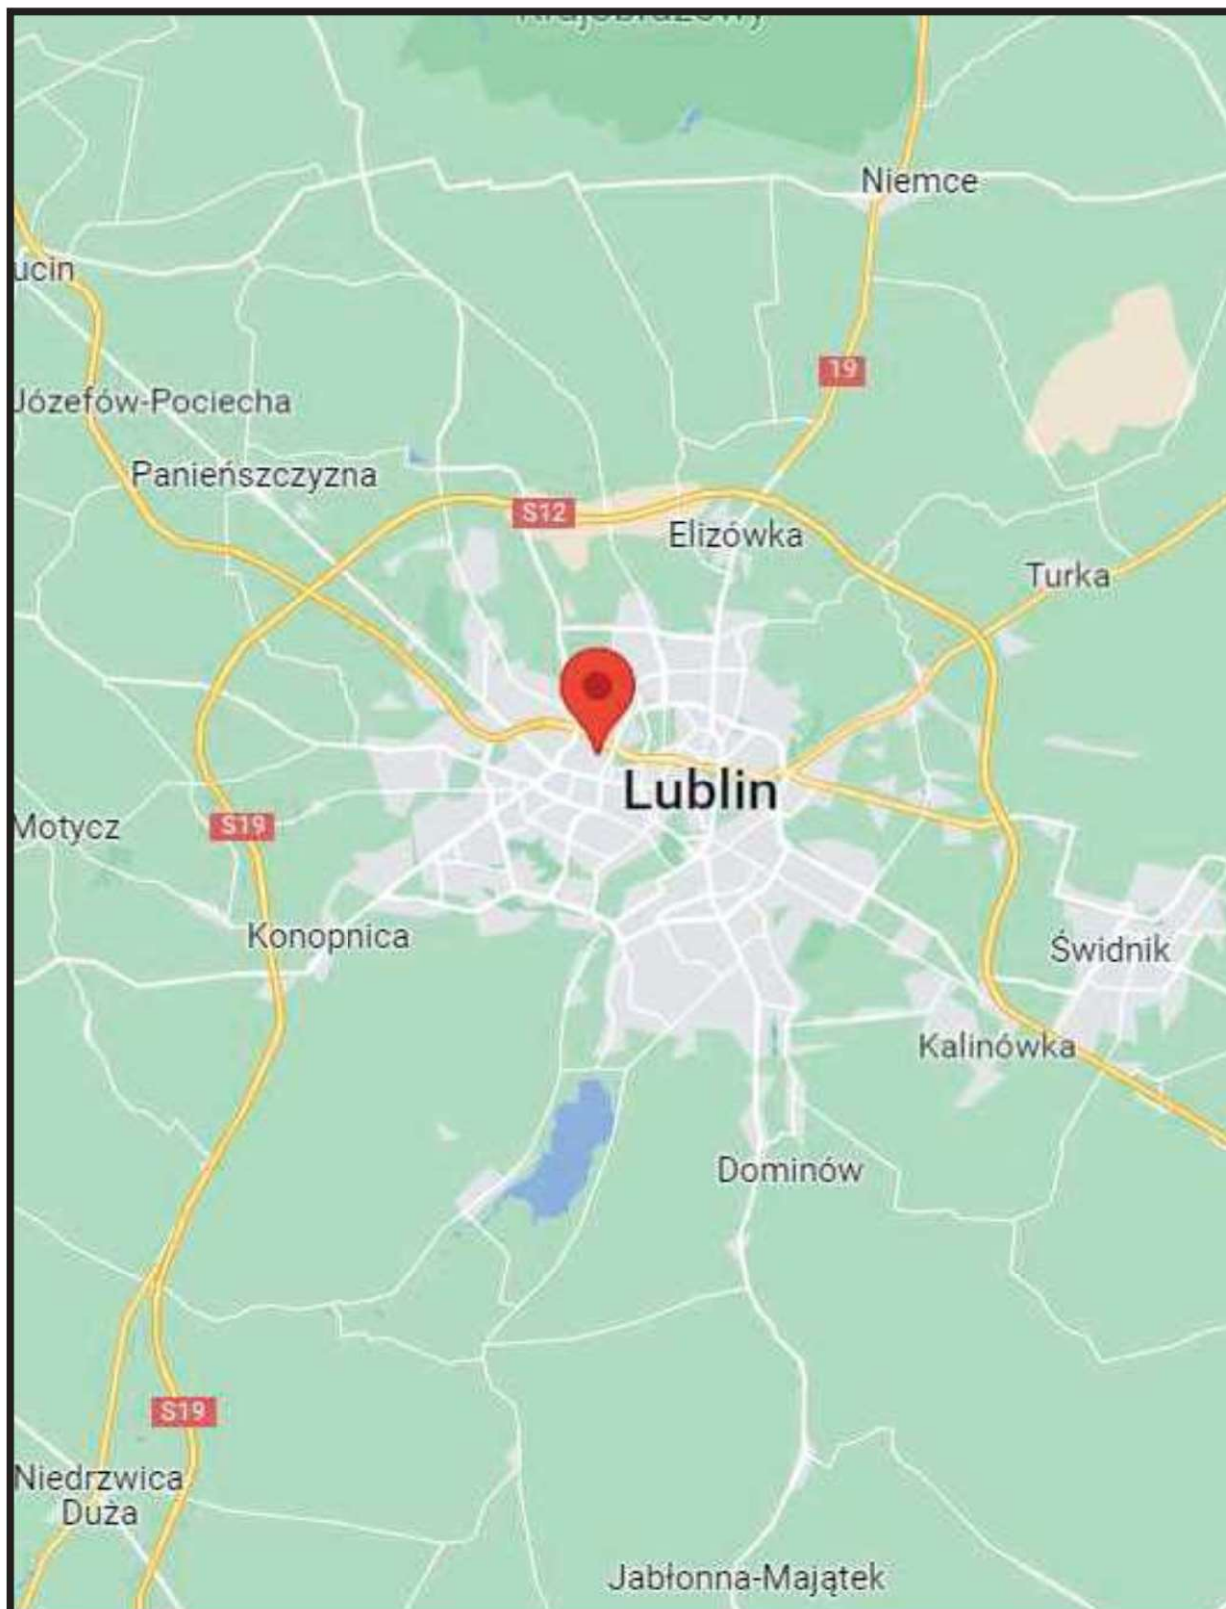 Krajobrazowy
Niemce
ucin
19
Józefów-Pociecha
Panieńszczyzna
S12
Elizówka
Turka
Lublin
S19
Motycz
Konopnica
Świdnik
Kalinówka
Dominów
S19
Niedrzwica
Duża
Jabłonna-Majątek